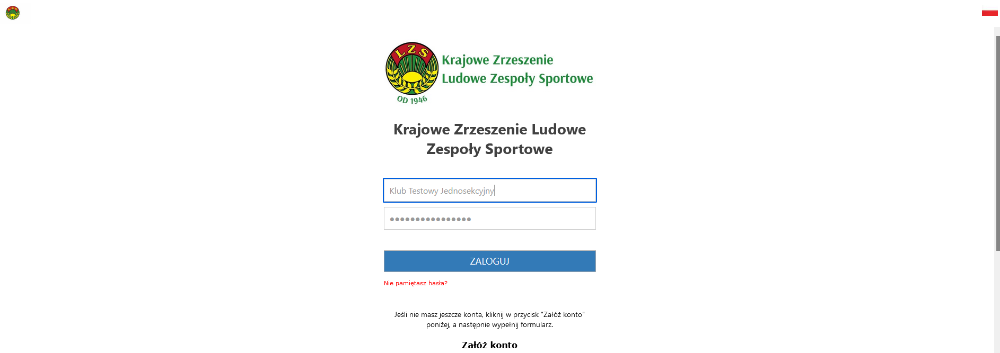 LZS
LZS
Krajowe Zrzeszenie
Ludowe Zespoły Sportowe
OD 1946
Krajowe Zrzeszenie Ludowe
Zespoły Sportowe
Klub Testowy Jednosekcyjny
ZALOGUJ
Nie pamiętasz hasła?
Jeśli nie masz jeszcze konta, kliknij w przycisk "Załóż konto"
poniżej, a następnie wypełnij formularz.
Załóż konto